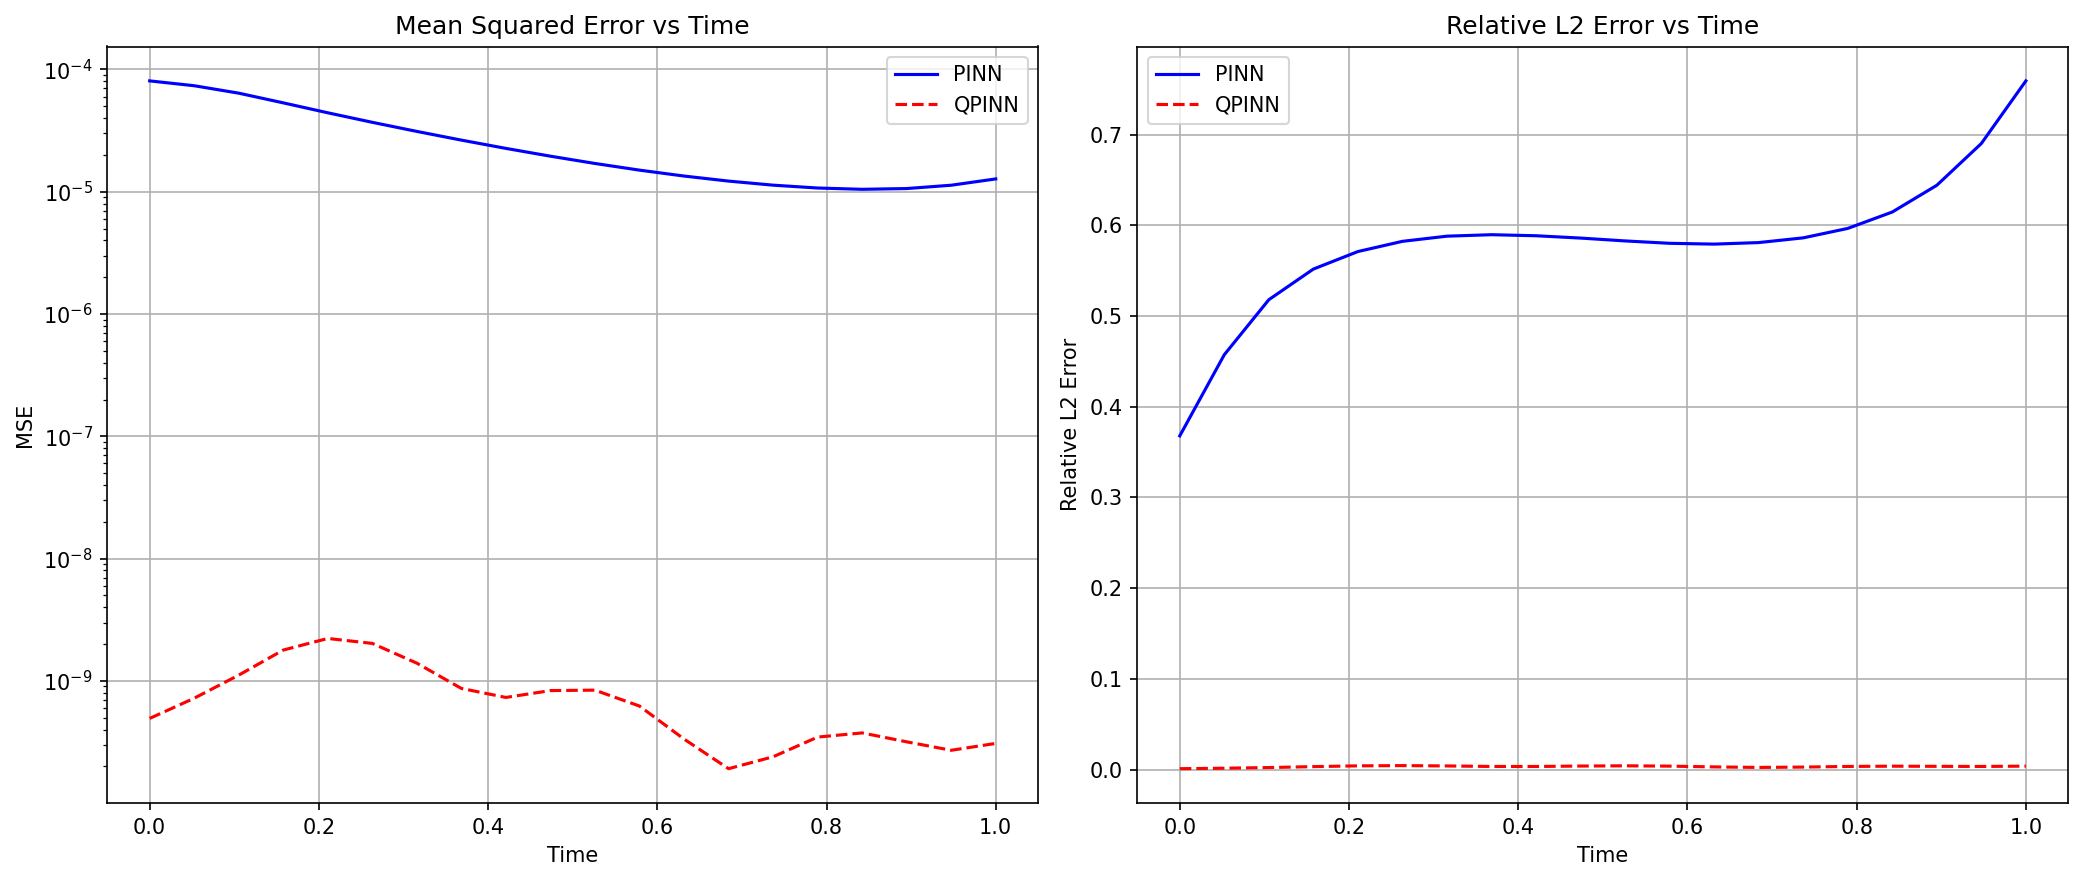 Mean Squared Error vs Time
PINN
QPINN
10⁻⁴
10⁻⁵
10⁻⁶
10⁻⁷
10⁻⁸
10⁻⁹
MSE
0.0 0.2 0.4 0.6 0.8 1.0
Time
Relative L2 Error vs Time
PINN
QPINN
0.7
0.6
0.5
0.4
0.3
0.2
0.1
0.0
Relative L2 Error
0.0 0.2 0.4 0.6 0.8 1.0
Time